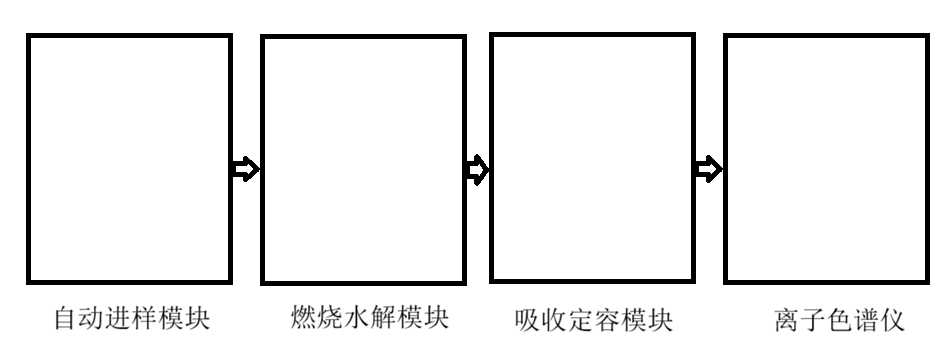 自动进样模块
燃烧水解模块
吸收定容模块
离子色谱仪